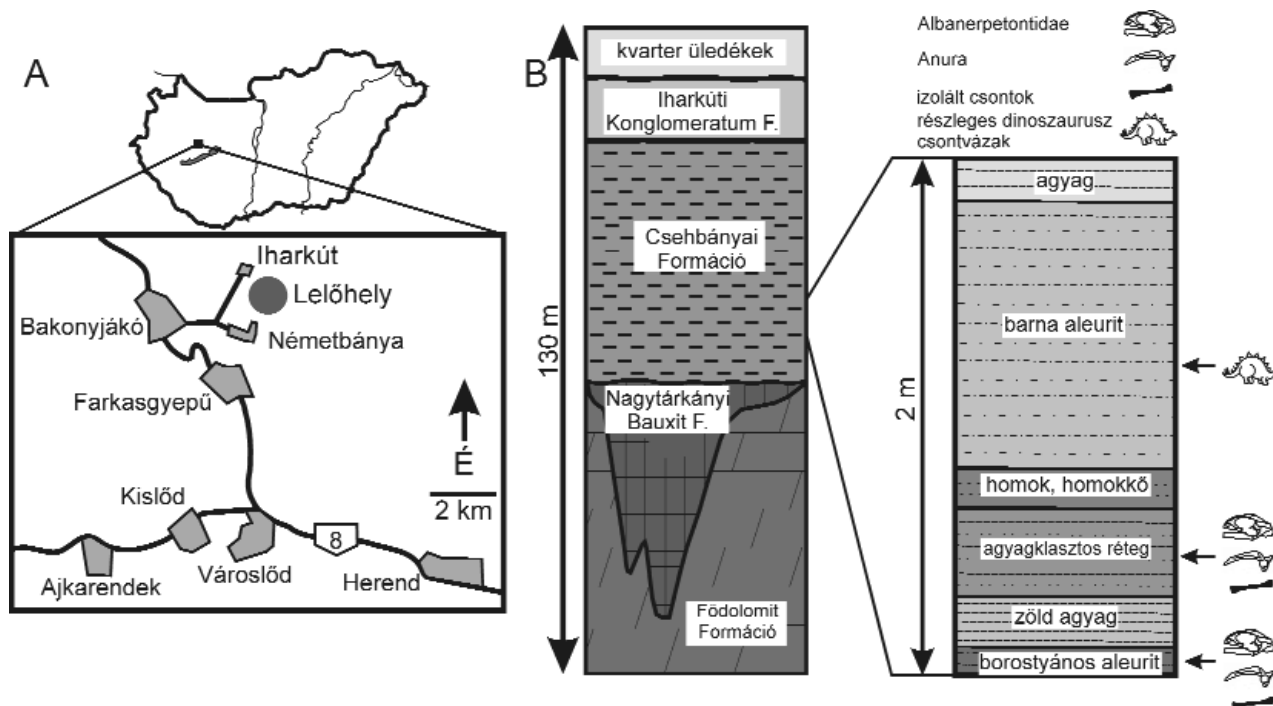 A
Iharkút
Lelőhely
Bakonyjákó
Németbánya
Farkasgyepű
É
2 km
Kislőd
8
Ajkarendek
Városlőd
Herend
B
130 m
kvarter üledékek
Iharkúti
Konglomeratum F.
Csehbányai
Formáció
Nagytárkányi
Bauxit F.
Födolomit
Formáció
Albanerpetontidae
Anura
izolált csontok
részleges dinoszaurusz
csontvázak
2 m
agyag
barna aleurit
homok, homokkő
agyagklasztos réteg
zöld agyag
borostyános aleurit